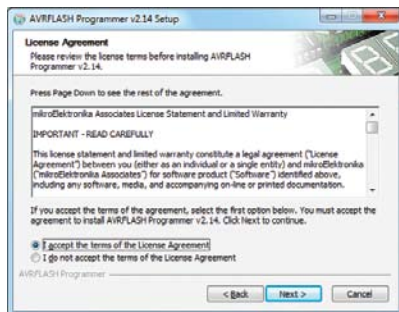 AVRFLASH Programmer v2.14 Setup
License Agreement
Please review the license terms before installing AVRFLASH
Programmer v2.14.
Press Page Down to see the rest of the agreement.
mikroElektronika Associates License Statement and Limited Warranty
IMPORTANT - READ CAREFULLY
This license statement and limited warranty constitute a legal agreement ("License
Agreement") between you (either as an individual or a single entity) and mikroElektronika
("mikroElektronika Associates") for software product ("Software") identified above,
including any software, media, and accompanying on-line or printed documentation.
If you accept the terms of the agreement, select the first option below. You must accept the
agreement to install AVRFLASH Programmer v2.14. Click Next to continue.
I accept the terms of the License Agreement
I do not accept the terms of the License Agreement
AVRFLASH Programmer
< Back
Next >
Cancel